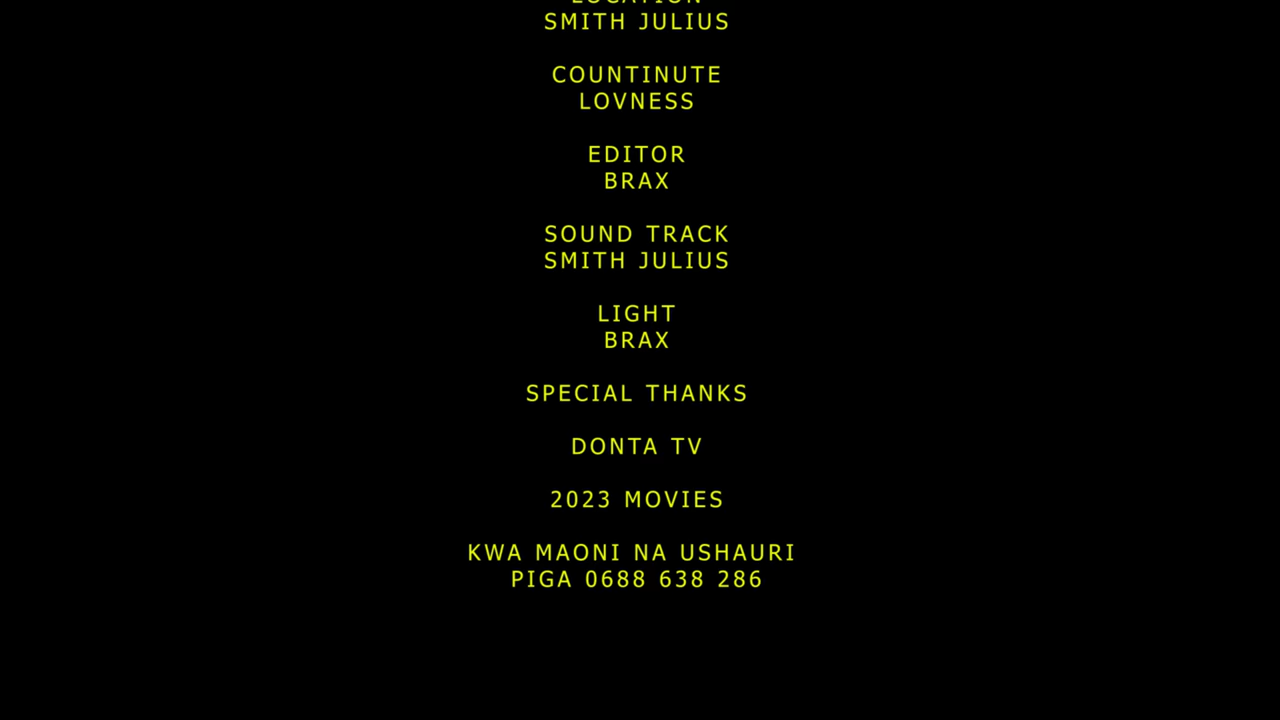 LOCATION
SMITH JULIUS
COUNTINUTE
LOVNESS
EDITOR
BRAX
SOUND TRACK
SMITH JULIUS
LIGHT
BRAX
SPECIAL THANKS
DONTA TV
2023 MOVIES
KWA MAONI NA USHAURI
PIGA 0688 638 286